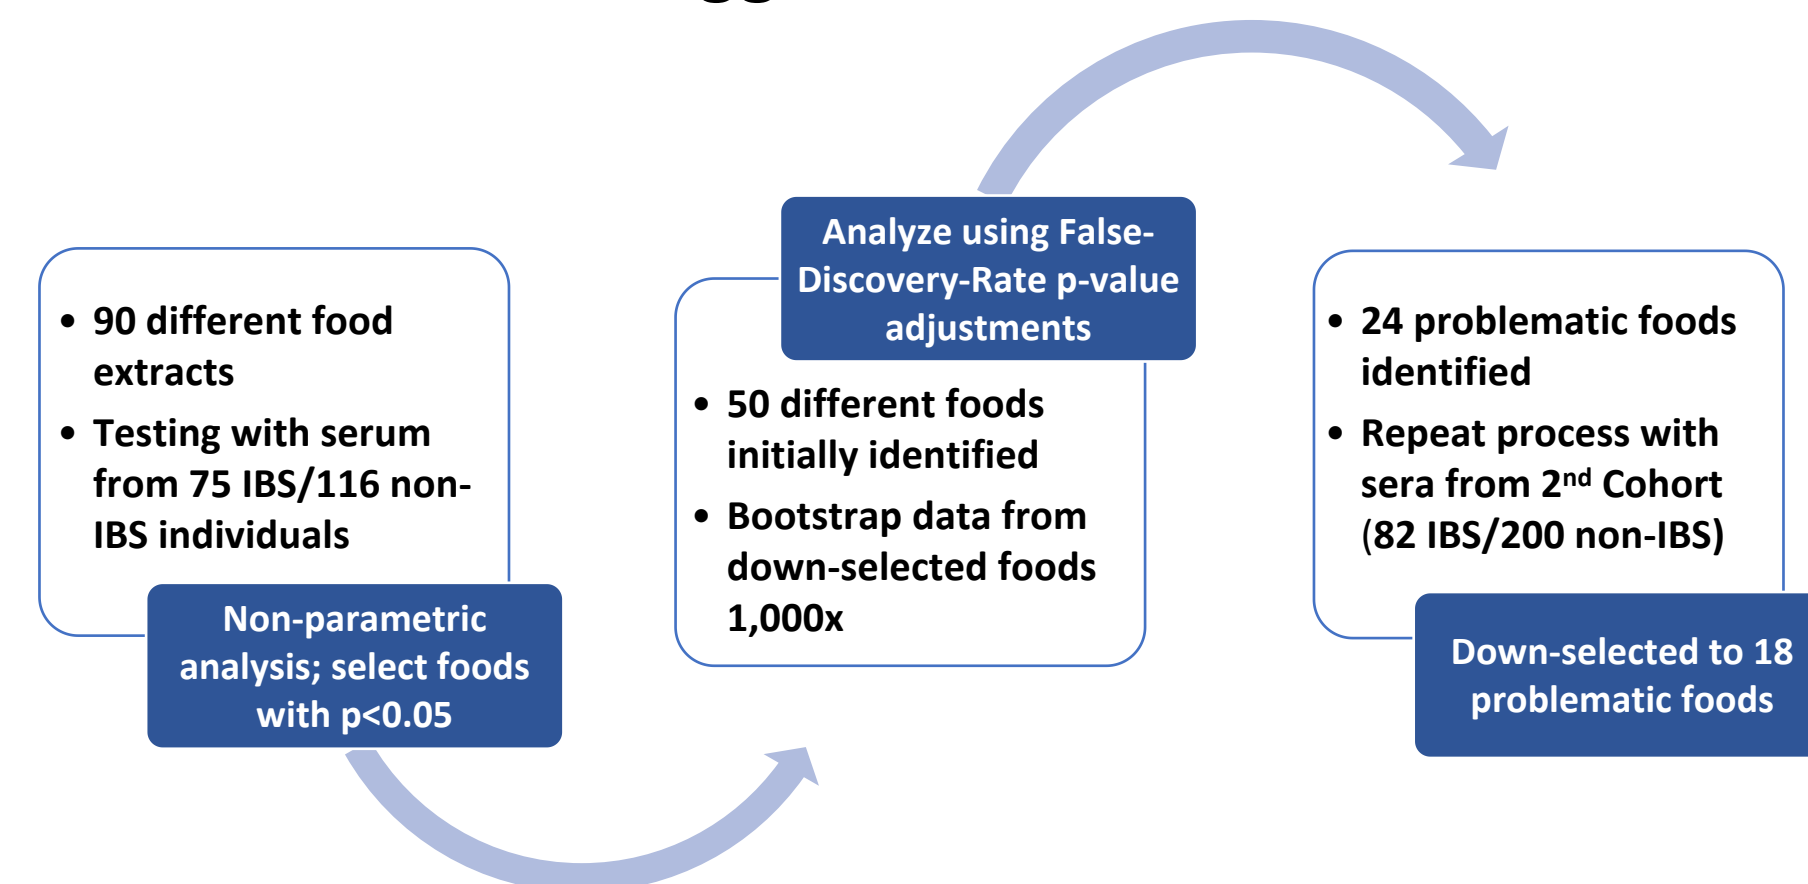 • 90 different food
extracts
• Testing with serum
from 75 IBS/116 non-
IBS individuals
Non-parametric
analysis; select foods
with p<0.05
Analyze using False-
Discovery-Rate p-value
adjustments
• 50 different foods
initially identified
• Bootstrap data from
down-selected foods
1,000x
• 24 problematic foods
identified
• Repeat process with
sera from 2nd Cohort
(82 IBS/200 non-IBS)
Down-selected to 18
problematic foods